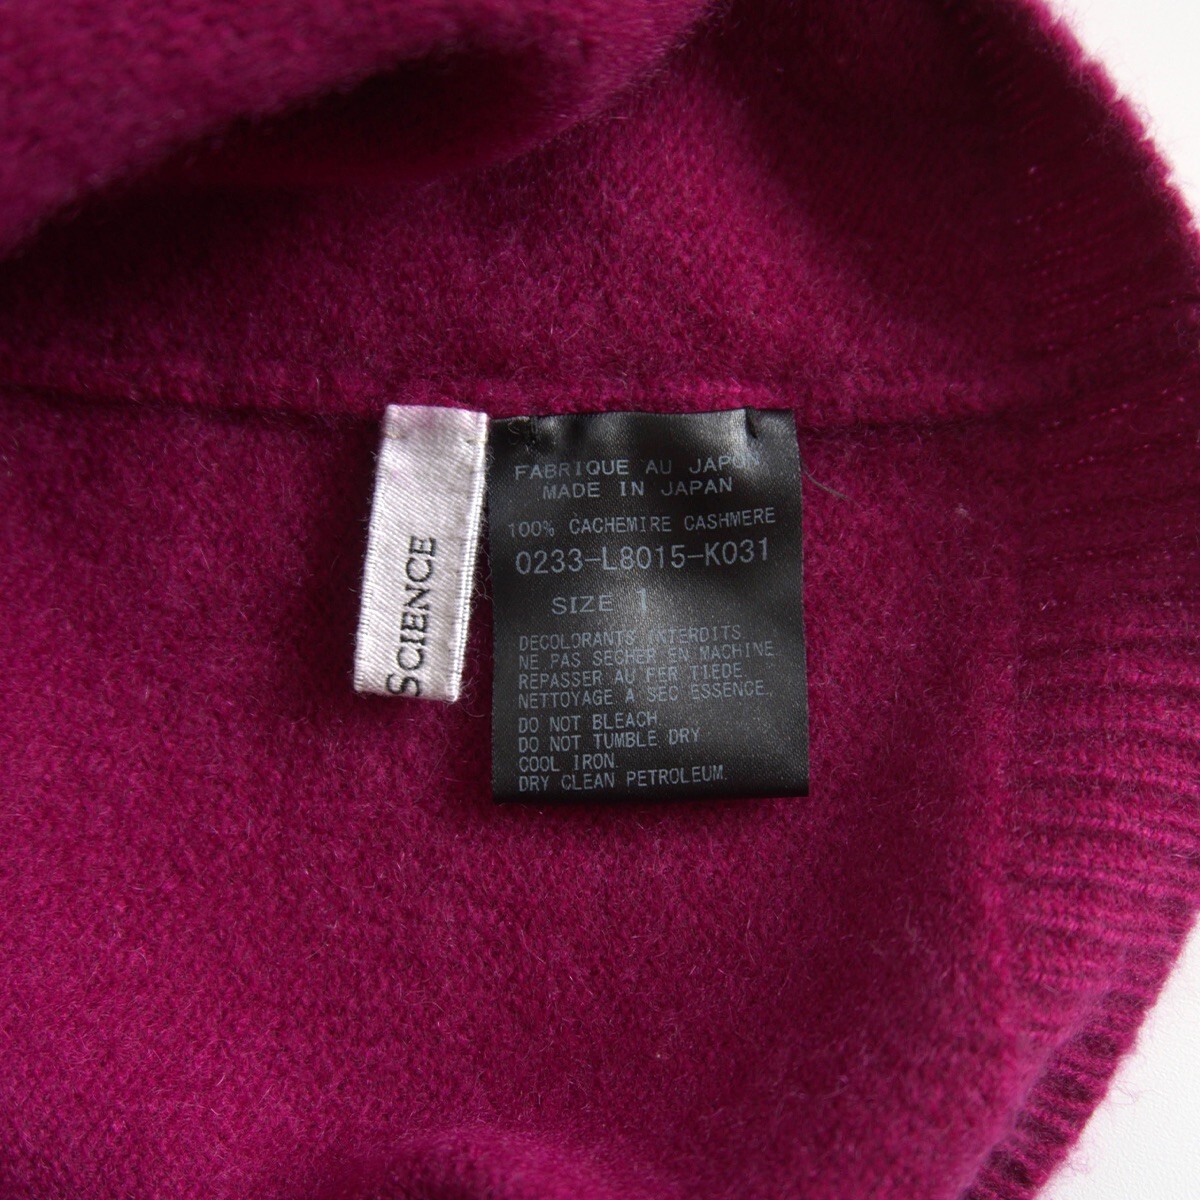 SCIENCE
FABRIQUE AU JAPON
MADE IN JAPAN
100% CACHEMIRE CASHMERE
0233-L8015-K031
SIZE 1
DECOLORANTS INTERDITS
NE PAS SECHER EN MACHINE
REPASSER AU FER TIEDE
NETTOYAGE A SEC ESSENCE.
DO NOT BLEACH
DO NOT TUMBLE DRY
COOL IRON.
DRY CLEAN PETROLEUM.